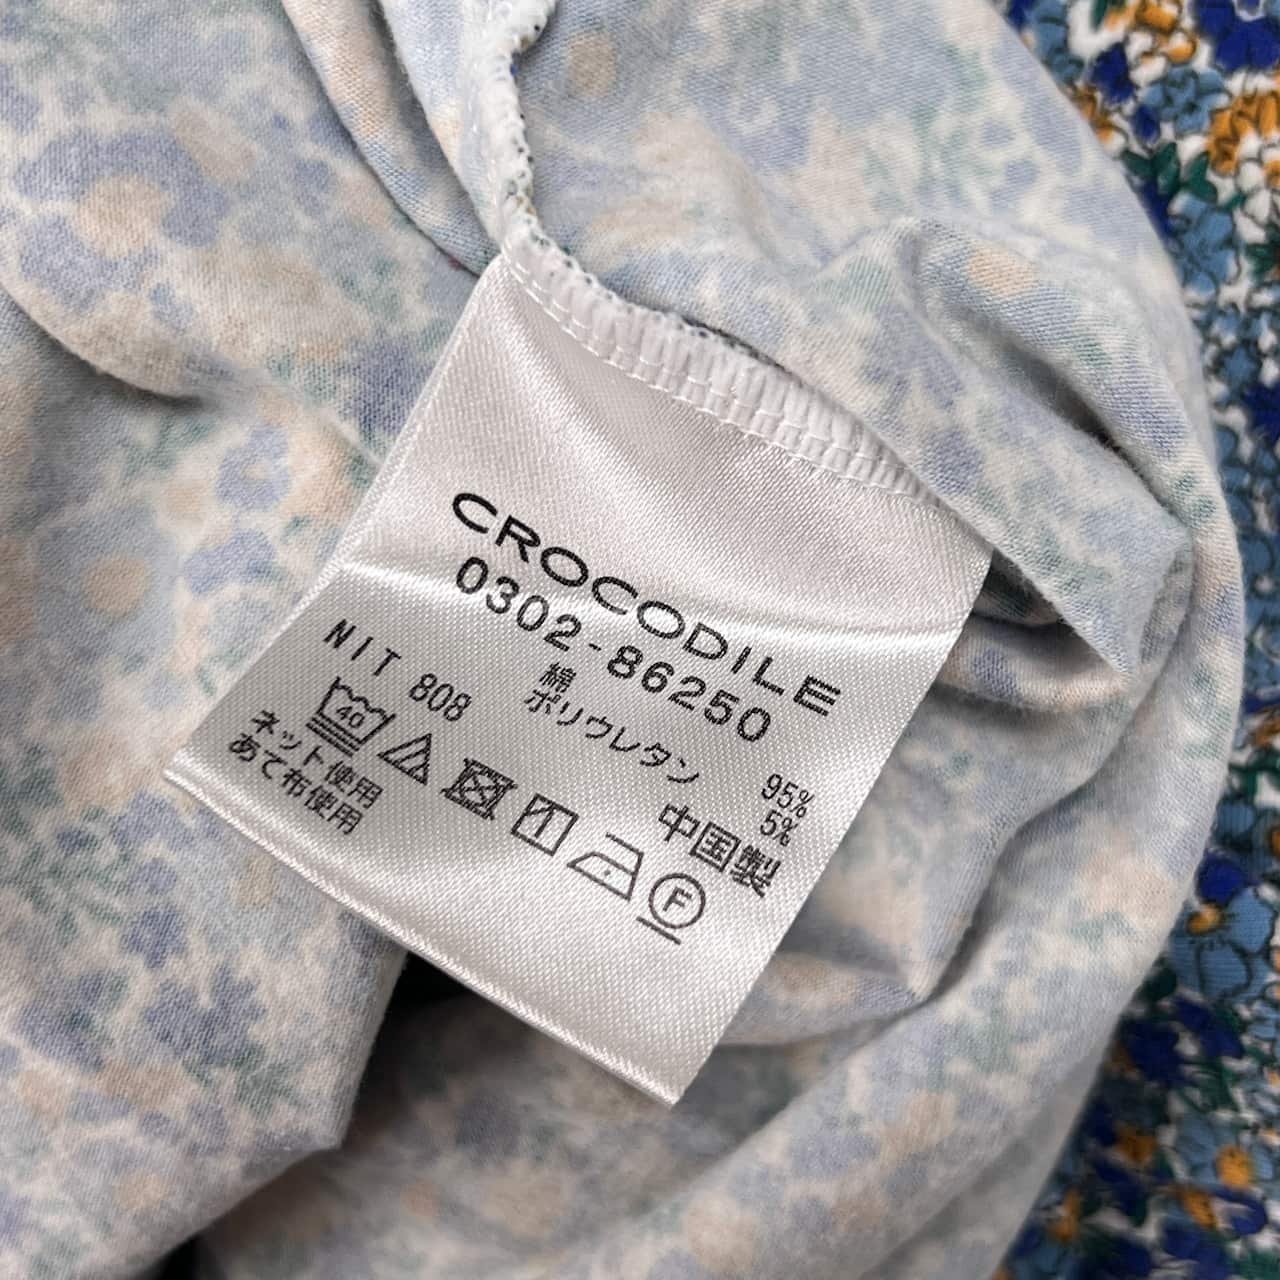 CROCODILE
0302-86250
綿 95%
ポリウレタン 5%
NIT 808 中国製
40
F
ネット使用
あて布使用